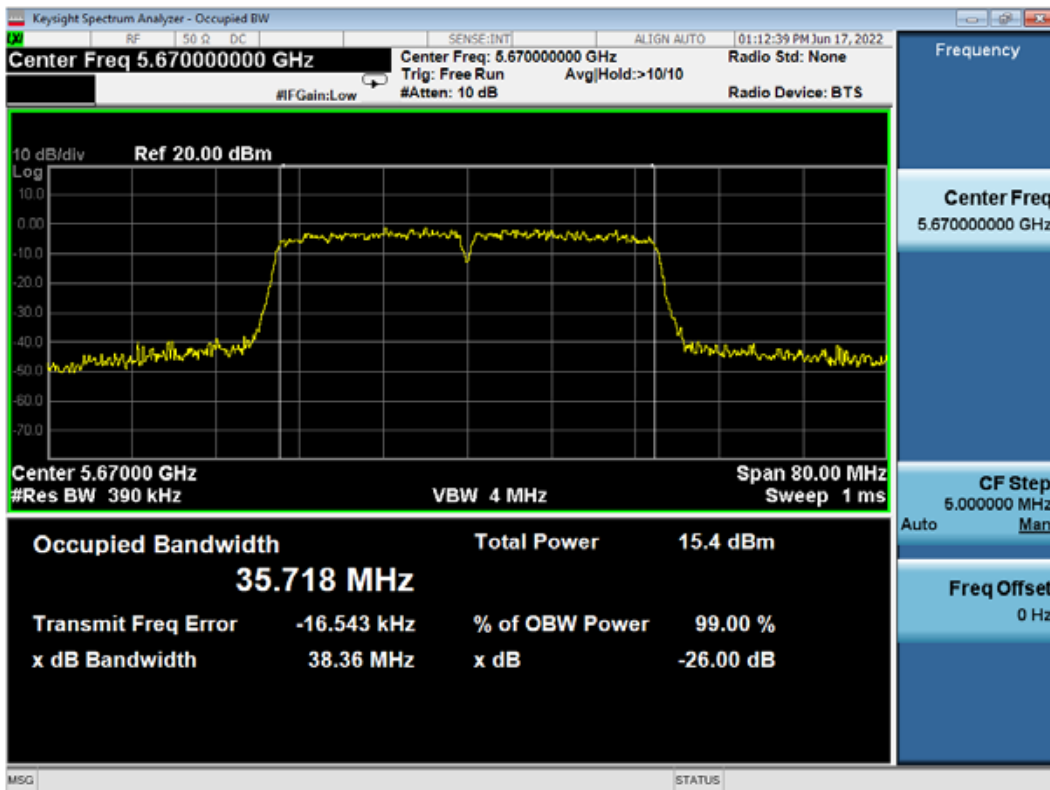 Keysight Spectrum Analyzer - Occupied BW
LXI RF 50 Ω DC SENSE:INT ALIGN AUTO 01:12:39 PM Jun 17, 2022
Center Freq 5.670000000 GHz
Center Freq: 5.670000000 GHz
Radio Std: None
Trig: Free Run Avg|Hold:>10/10
#IFGain:Low
#Atten: 10 dB
Radio Device: BTS
Frequency
10 dB/div Ref 20.00 dBm
Log
10.0
0.00
-10.0
-20.0
-30.0
-40.0
-50.0
-60.0
-70.0
Center 5.67000 GHz Span 80.00 MHz
#Res BW 390 kHz VBW 4 MHz Sweep 1 ms
Center Freq
5.670000000 GHz
CF Step
5.000000 MHz
Auto Man
Freq Offset
0 Hz
Occupied Bandwidth Total Power 15.4 dBm
35.718 MHz
Transmit Freq Error -16.543 kHz % of OBW Power 99.00 %
x dB Bandwidth 38.36 MHz x dB -26.00 dB
MSG STATUS